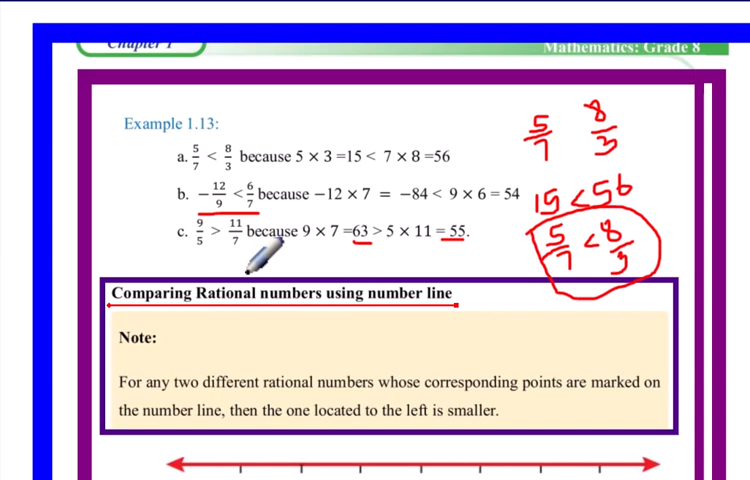 Chapter 1
Mathematics: Grade 8
Example 1.13:
a. 5/7 < 8/3 because 5 × 3 =15 < 7 × 8 =56
b. −12/9 < 6/7 because −12 × 7 = −84 < 9 × 6 = 54
c. 9/5 > 11/7 because 9 × 7 =63 > 5 × 11 = 55.
5/7 8/3
15 < 56
5/7 < 8/3
Comparing Rational numbers using number line
Note:
For any two different rational numbers whose corresponding points are marked on
the number line, then the one located to the left is smaller.